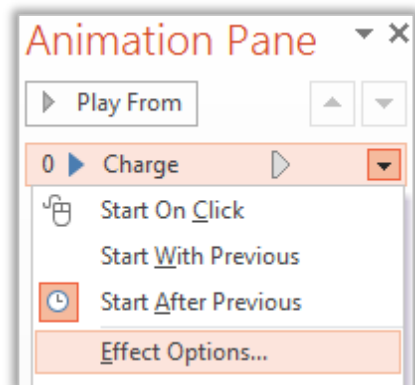 Animation Pane
Play From
0 Charge
Start On Click
Start With Previous
Start After Previous
Effect Options...